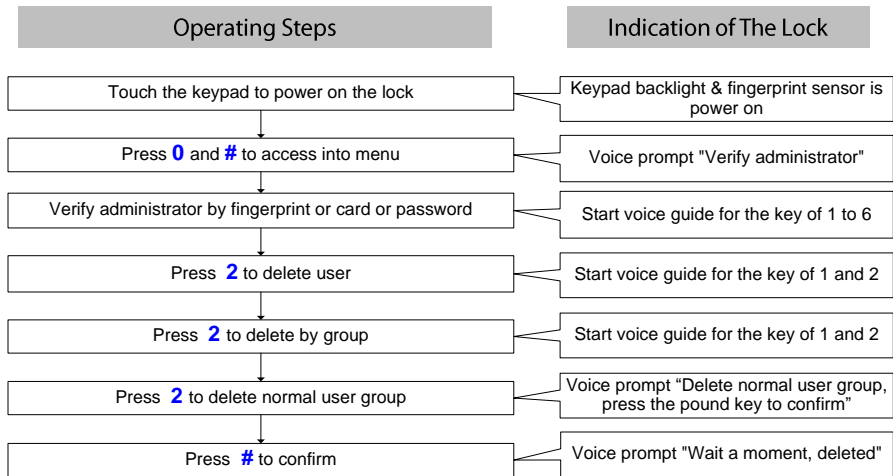 Operating Steps
Indication of The Lock
Touch the keypad to power on the lock
Keypad backlight & fingerprint sensor is
power on
Press 0 and # to access into menu
Voice prompt "Verify administrator"
Verify administrator by fingerprint or card or password
Start voice guide for the key of 1 to 6
Press 2 to delete user
Start voice guide for the key of 1 and 2
Press 2 to delete by group
Start voice guide for the key of 1 and 2
Press 2 to delete normal user group
Voice prompt “Delete normal user group,
press the pound key to confirm”
Press # to confirm
Voice prompt "Wait a moment, deleted"